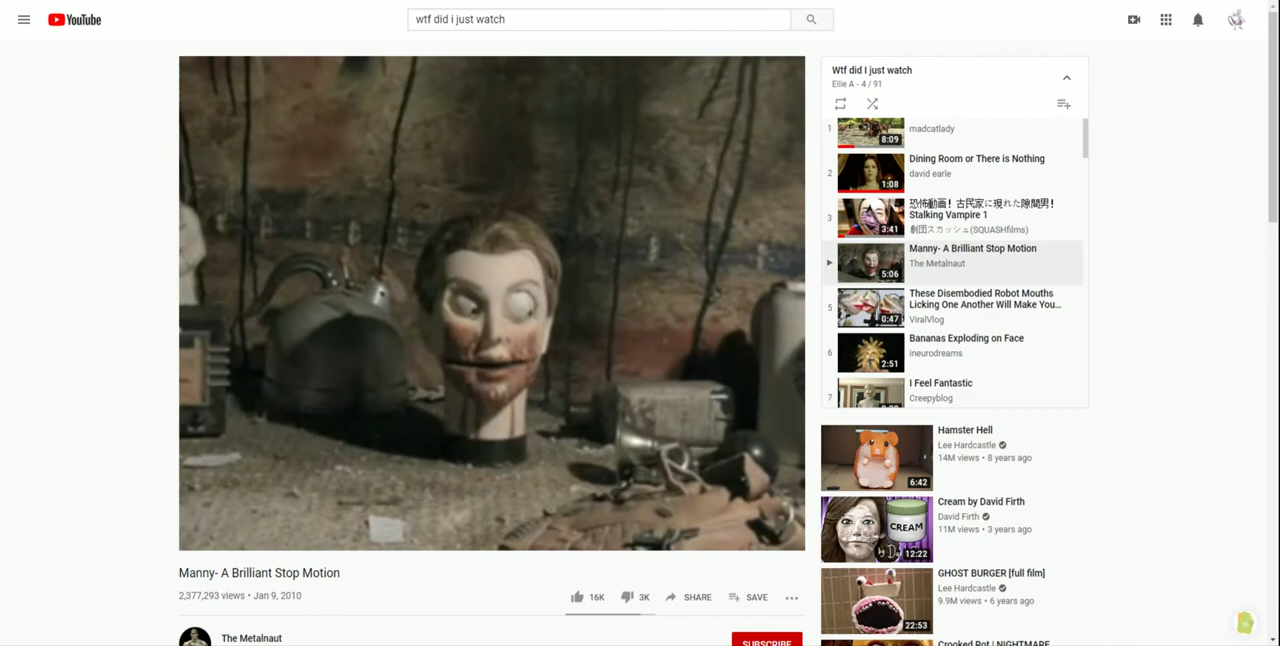 YouTube
wtf did i just watch
Wtf did I just watch
Ellie A - 4 / 91
1
8:09
madcatlady
2
1:08
Dining Room or There is Nothing
david earle
3
3:41
恐怖動画！古民家に現れた隙間男！
Stalking Vampire 1
劇団スカッシュ(SQUASHfilms)
5:06
Manny- A Brilliant Stop Motion
The Metalnaut
5
0:47
These Disembodied Robot Mouths
Licking One Another Will Make You...
ViralVlog
6
2:51
Bananas Exploding on Face
ineurodreams
7
I Feel Fantastic
Creepyblog
6:42
Hamster Hell
Lee Hardcastle
14M views • 8 years ago
CREAM
12:22
Cream by David Firth
David Firth
11M views • 3 years ago
22:53
GHOST BURGER [full film]
Lee Hardcastle
9.9M views • 6 years ago
Crooked Rot | NIGHTMARE
Manny- A Brilliant Stop Motion
2,377,293 views • Jan 9, 2010
16K
3K
SHARE
SAVE
The Metalnaut
SUBSCRIBE